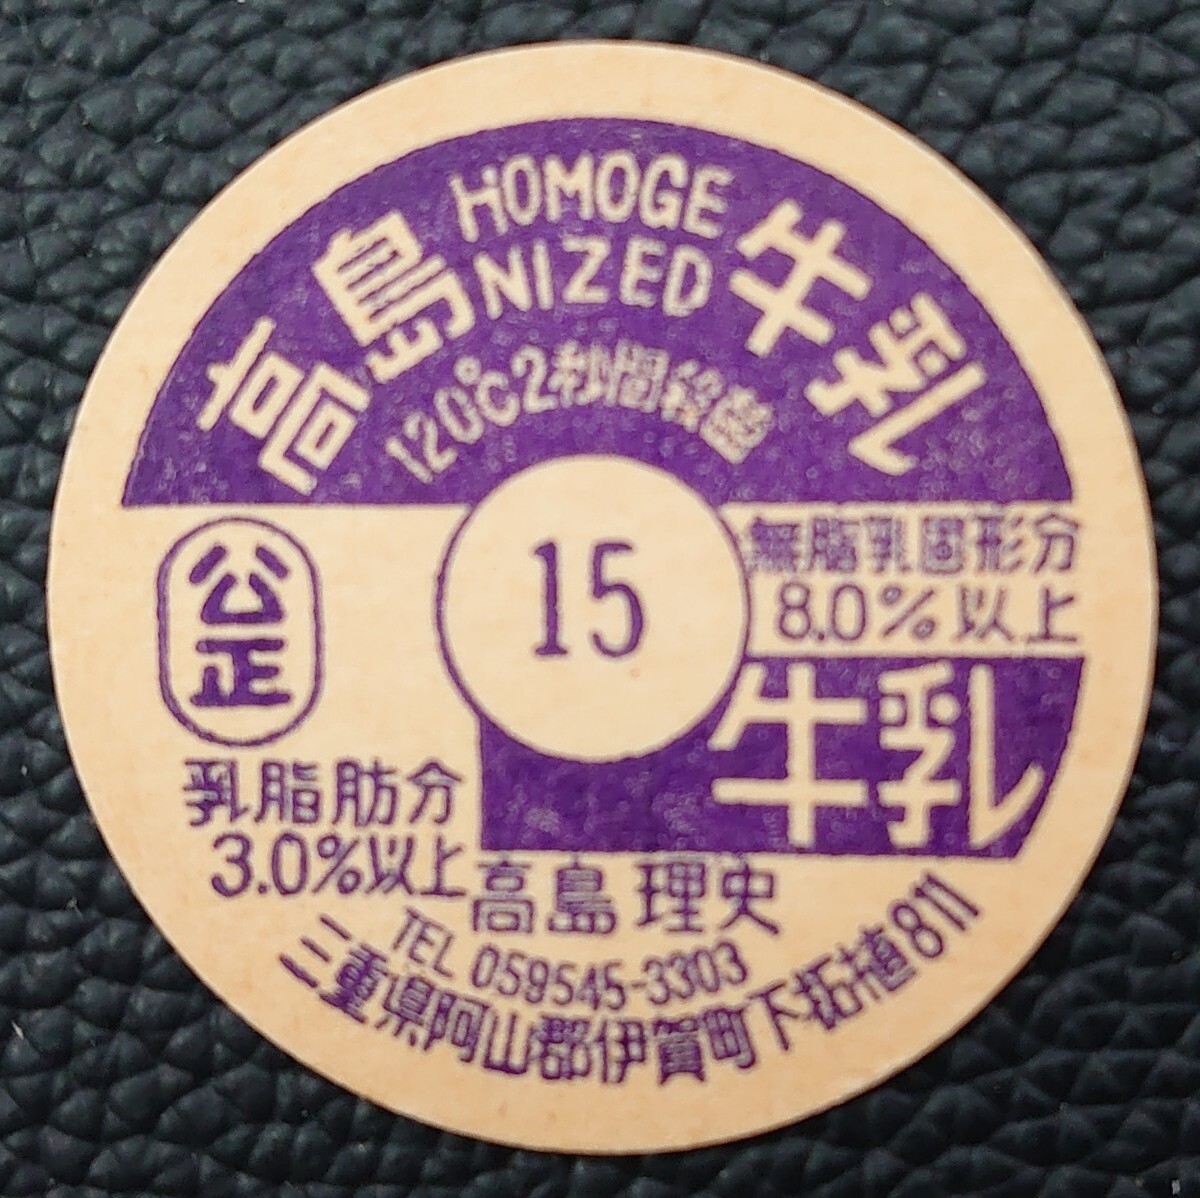 高島 HOMOGE 牛乳
NIZED
120℃2秒間殺菌
15
公正
無脂乳固形分
8.0%以上
牛乳
乳脂肪分
3.0%以上
高島理史
TEL 059545-3303
三重県阿山郡伊賀町下拓植811